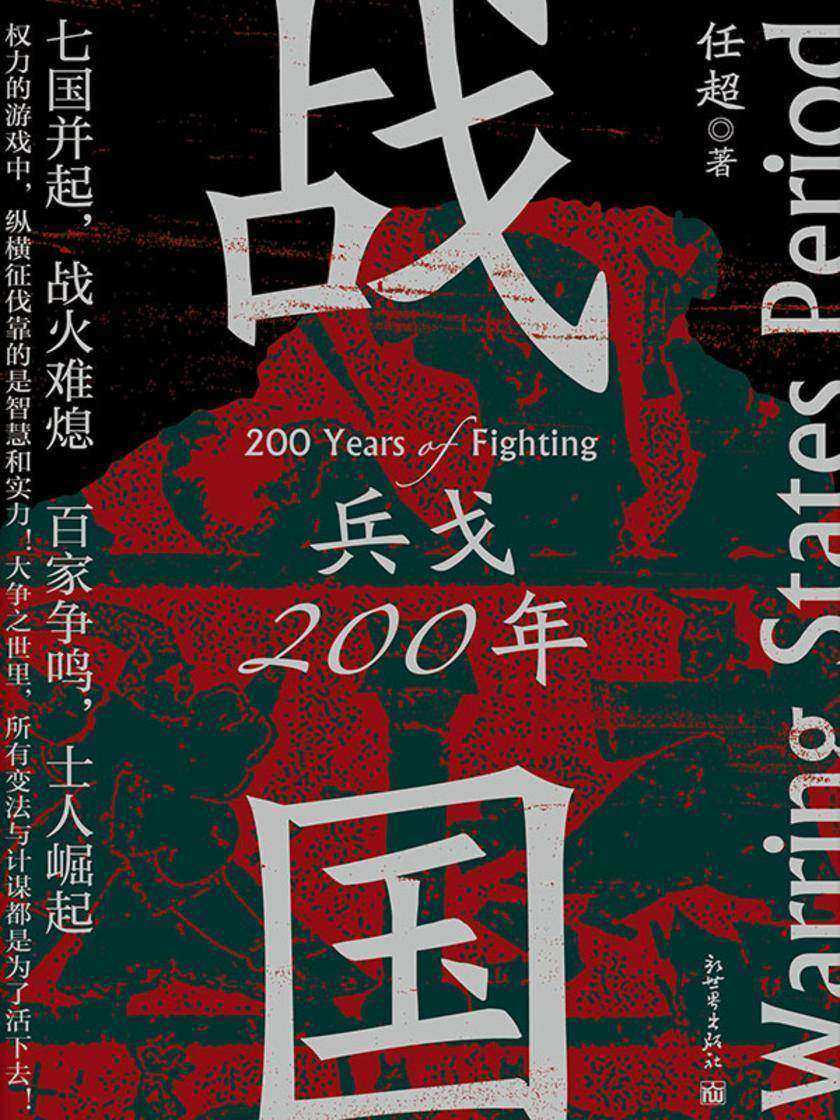 战国
200 Years of Fighting
兵戈
200年
任超◎著
Warring States Period
七国并起，战火难熄 百家争鸣，士人崛起
权力的游戏中，纵横征伐靠的是智慧和实力！大争之世里，所有变法与计谋都是为了活下去！
新世界出版社